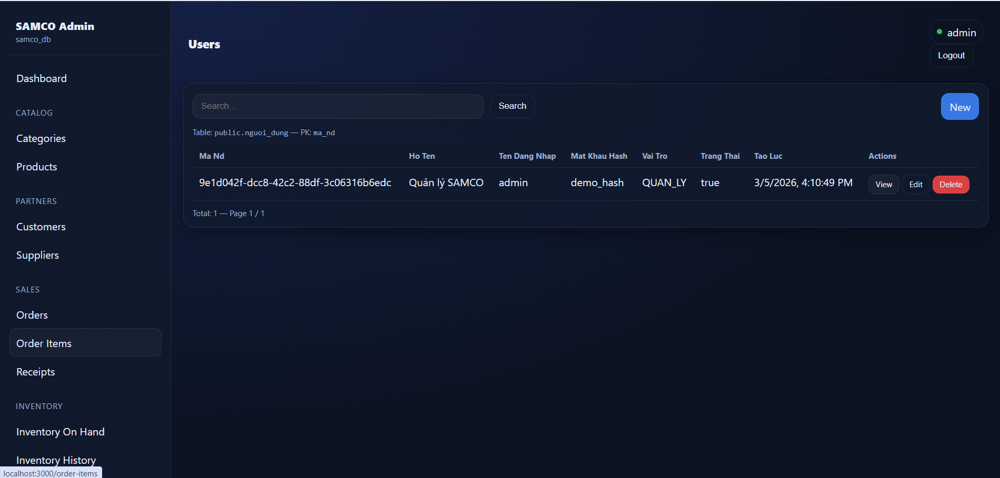 SAMCO Admin
samco_db
Dashboard
CATALOG
Categories
Products
PARTNERS
Customers
Suppliers
SALES
Orders
Order Items
Receipts
INVENTORY
Inventory On Hand
Inventory History
localhost:3000/order-items
Users
admin
Logout
Search...
Search
New
Table: public.nguoi_dung — PK: ma_nd
Ma Nd Ho Ten Ten Dang Nhap Mat Khau Hash Vai Tro Trang Thai Tao Luc Actions
9e1d042f-dcc8-42c2-88df-3c06316b6edc Quản lý SAMCO admin demo_hash QUAN_LY true 3/5/2026, 4:10:49 PM View Edit Delete
Total: 1 — Page 1 / 1